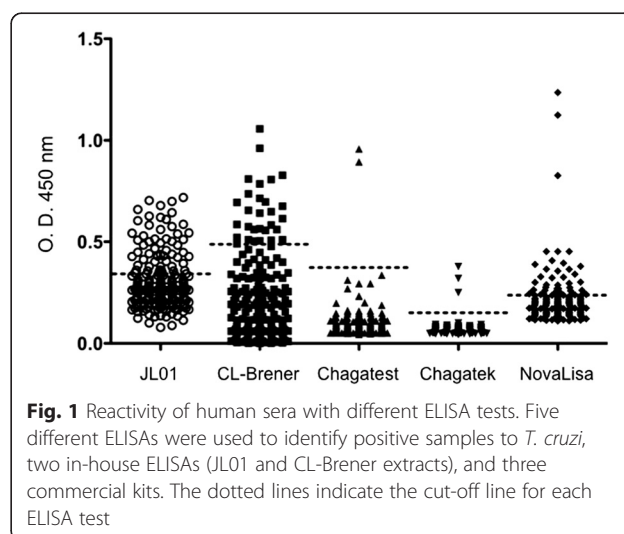 1.5
1.0
0.5
0.0
O. D. 450 nm
JL01 CL-Brener Chagatest Chagatek NovaLisa
Fig. 1 Reactivity of human sera with different ELISA tests. Five
different ELISAs were used to identify positive samples to T. cruzi,
two in-house ELISAs (JL01 and CL-Brener extracts), and three
commercial kits. The dotted lines indicate the cut-off line for each
ELISA test